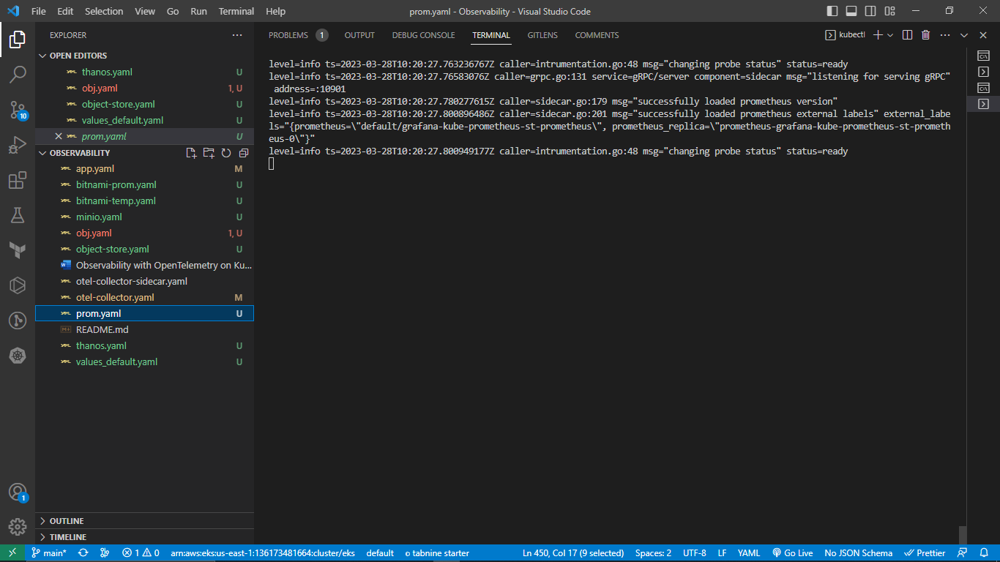 File Edit Selection View Go Run Terminal Help prom.yaml - Observability - Visual Studio Code
EXPLORER
OPEN EDITORS
thanos.yaml U
obj.yaml 1, U
object-store.yaml U
values_default.yaml U
prom.yaml U
OBSERVABILITY
app.yaml M
bitnami-prom.yaml U
bitnami-temp.yaml U
minio.yaml U
obj.yaml 1, U
object-store.yaml U
Observability with OpenTelemetry on Ku...
otel-collector-sidecar.yaml
otel-collector.yaml M
prom.yaml U
README.md
thanos.yaml U
values_default.yaml U
OUTLINE
TIMELINE
10
1
PROBLEMS 1 OUTPUT DEBUG CONSOLE TERMINAL GITLENS COMMENTS kubectl
level=info ts=2023-03-28T10:20:27.763236767Z caller=intrumentation.go:48 msg="changing probe status" status=ready
level=info ts=2023-03-28T10:20:27.76583076Z caller=grpc.go:131 service=gRPC/server component=sidecar msg="listening for serving gRPC"
address=:10901
level=info ts=2023-03-28T10:20:27.780277615Z caller=sidecar.go:179 msg="successfully loaded prometheus version"
level=info ts=2023-03-28T10:20:27.800896486Z caller=sidecar.go:201 msg="successfully loaded prometheus external labels" external_labe
ls="{prometheus=\"default/grafana-kube-prometheus-st-prometheus\", prometheus_replica=\"prometheus-grafana-kube-prometheus-st-prometh
eus-0\"}"
level=info ts=2023-03-28T10:20:27.800949177Z caller=intrumentation.go:48 msg="changing probe status" status=ready
main* 1 0 arn:aws:eks:us-east-1:136173481664:cluster/eks default tabnine starter Ln 450, Col 17 (9 selected) Spaces: 2 UTF-8 LF YAML Go Live No JSON Schema Prettier